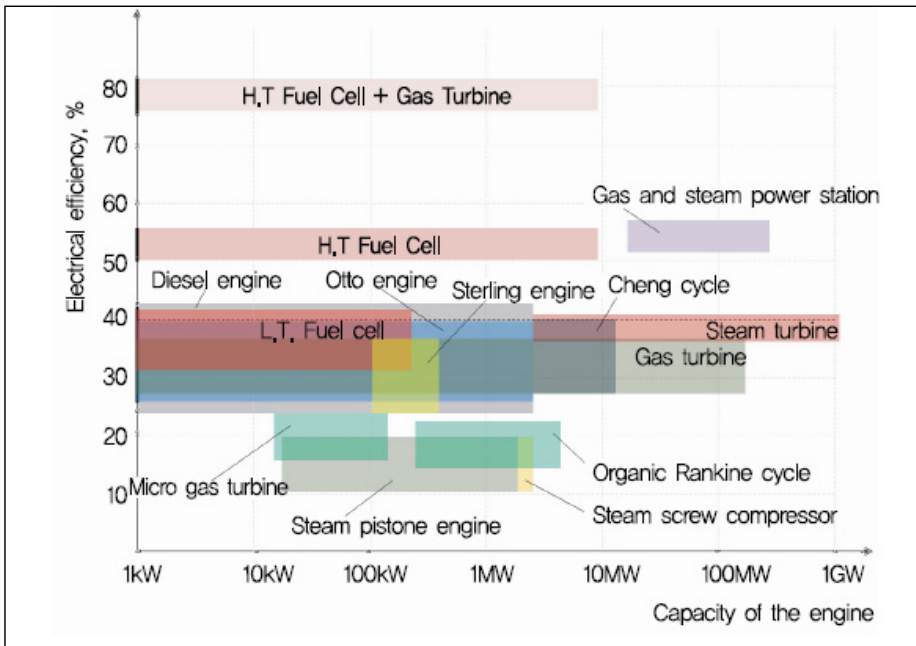 Electrical efficiency, %
80
H.T Fuel Cell + Gas Turbine
70
60
Gas and steam power station
H.T Fuel Cell
50
Diesel engine
Otto engine
Sterling engine
Cheng cycle
40
L.T. Fuel cell
Steam turbine
Gas turbine
30
20
Micro gas turbine
Organic Rankine cycle
10
Steam pistone engine
Steam screw compressor
1kW 10kW 100kW 1MW 10MW 100MW 1GW
Capacity of the engine